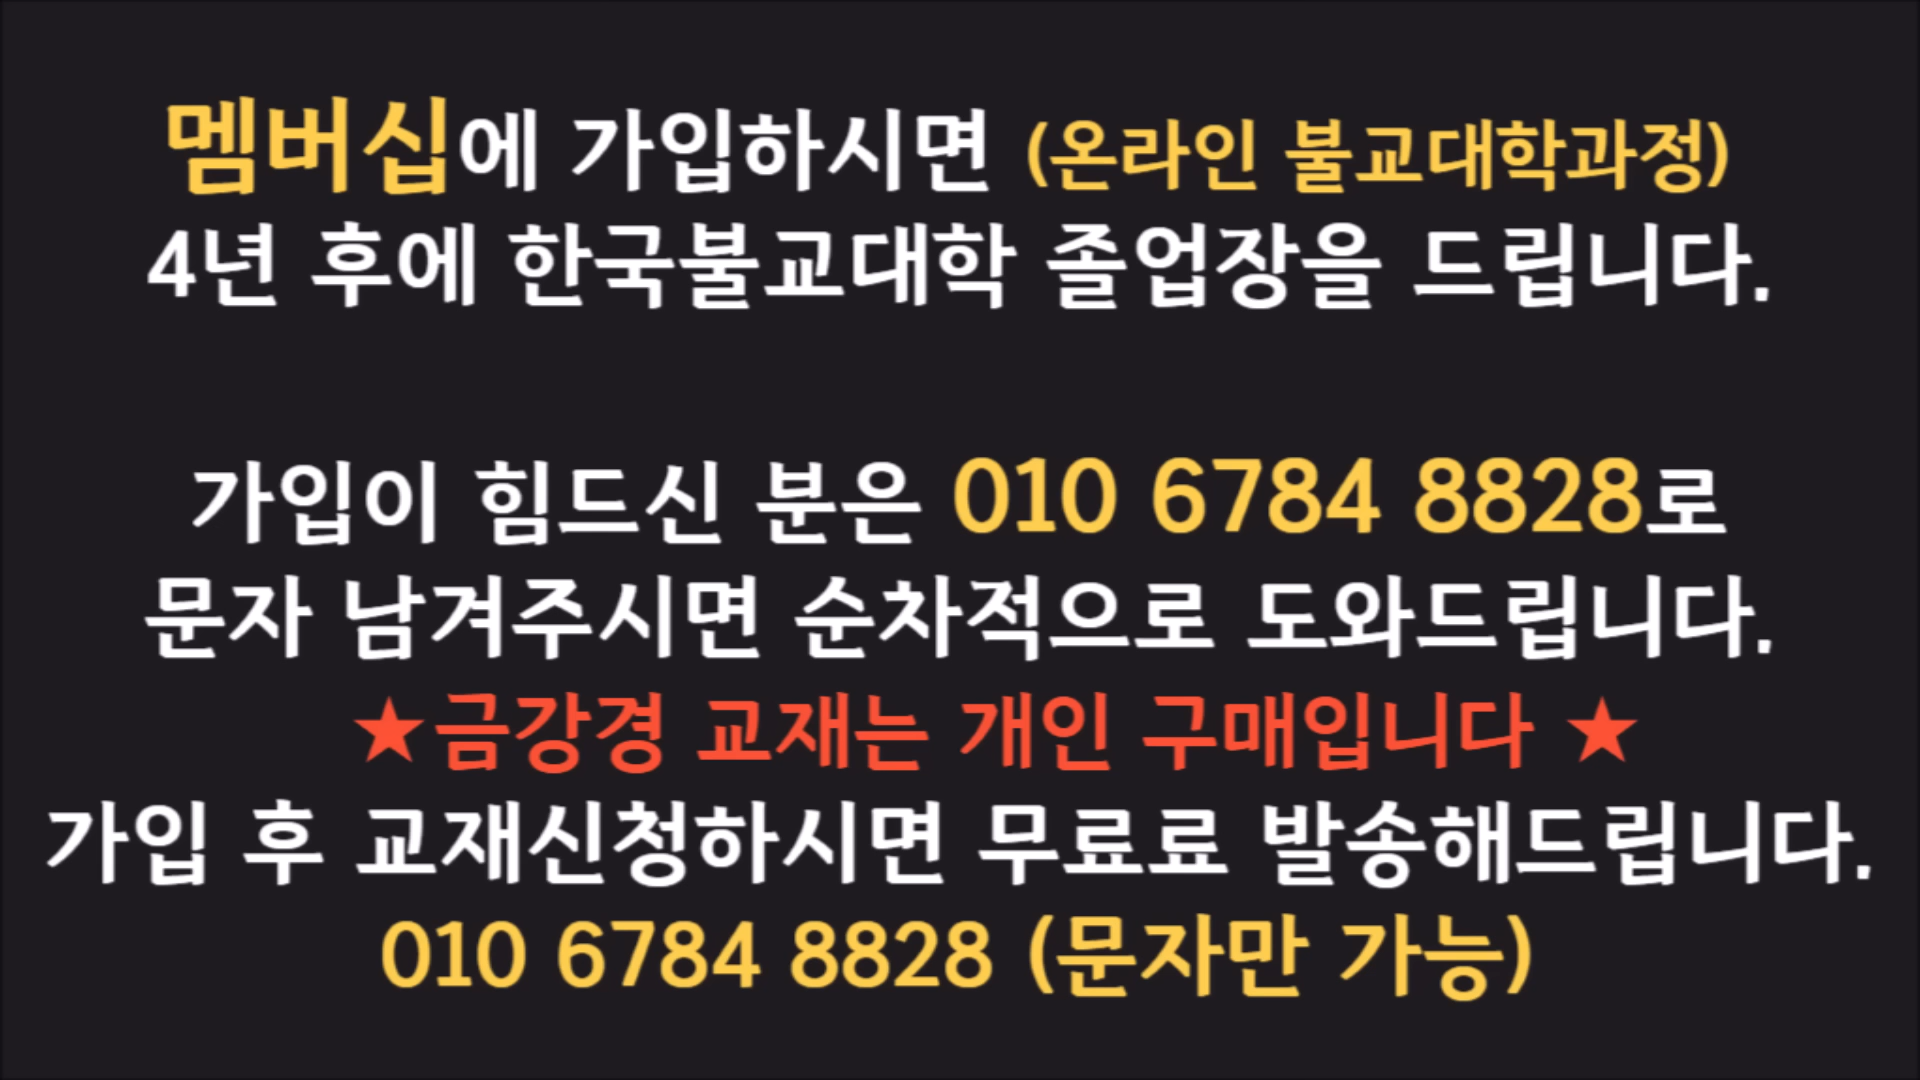 멤버십에 가입하시면 (온라인 불교대학과정)
4년 후에 한국불교대학 졸업장을 드립니다.
가입이 힘드신 분은 010 6784 8828로
문자 남겨주시면 순차적으로 도와드립니다.
★금강경 교재는 개인 구매입니다 ★
가입 후 교재신청하시면 무료료 발송해드립니다.
010 6784 8828 (문자만 가능)